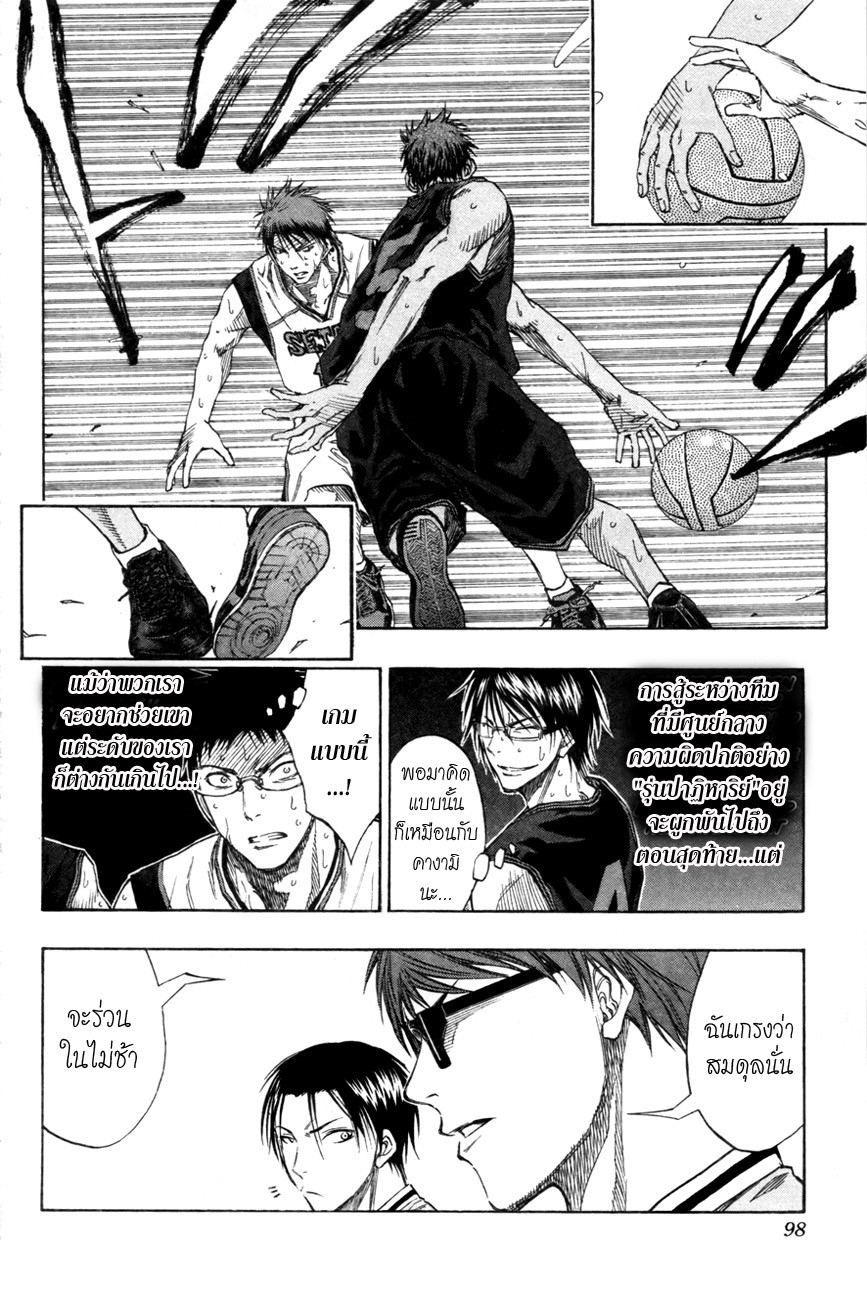 SETR
การสู้ระหว่างทีม
ที่มีศูนย์กลาง
ความผิดปกติอย่าง
"รุ่นปาฏิหาริย์"อยู่
จะผูกพันไปถึง
ตอนสุดท้าย...แต่
พอมาคิด
แบบนั้น
ก็เหมือนกับ
คางามิ
นะ...
เกม
แบบนี้
...!
แม้ว่าพวกเรา
จะอยากช่วยเขา
แต่ระดับของเรา
ก็ต่างกันเกินไป...!
ฉันเกรงว่า
สมดุลนั่น
จะร่วน
ในไม่ช้า
98